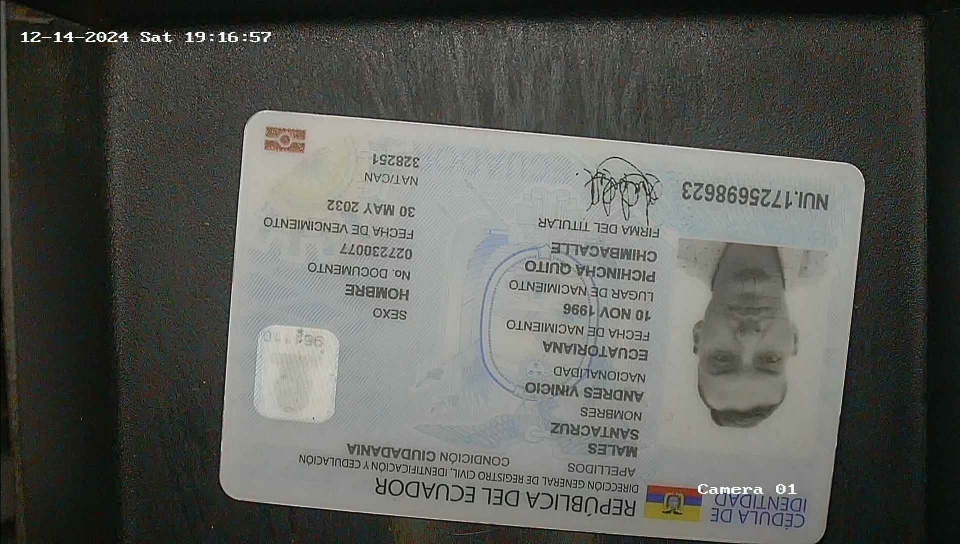 12-14-2024 Sat 19:16:57
CÉDULA DE
IDENTIDAD
REPÚBLICA DEL ECUADOR
DIRECCIÓN GENERAL DE REGISTRO CIVIL, IDENTIFICACIÓN Y CEDULACIÓN
APELLIDOS
CONDICIÓN CIUDADANIA
MALES
SANTACRUZ
NOMBRES
ANDRES VINICIO
NACIONALIDAD
ECUATORIANA
FECHA DE NACIMIENTO
10 NOV 1996
LUGAR DE NACIMIENTO
PICHINCHA QUITO
CHIMBACALLE
FIRMA DEL TITULAR
SEXO
HOMBRE
No. DOCUMENTO
027230077
FECHA DE VENCIMIENTO
30 MAY 2032
NAT/CAN
328251
NUI.1725698623
Camera 01